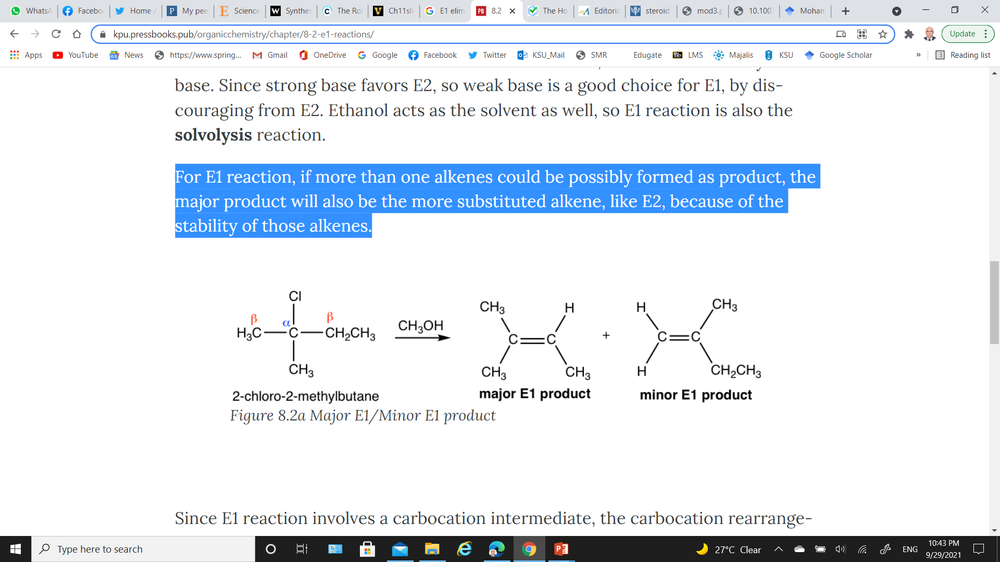 WhatsA Facebo Home / My pee Science Synthes The Rol Ch11sli E1 elim 8.2 The Ho Editoria steroid mod3.p 10.1007 Moham
kpu.pressbooks.pub/organicchemistry/chapter/8-2-e1-reactions/
Update
Apps YouTube News https://www.spring... Gmail OneDrive Google Facebook Twitter KSU_Mail SMR Edugate LMS Majalis KSU Google Scholar » Reading list
base. Since strong base favors E2, so weak base is a good choice for E1, by dis-
couraging from E2. Ethanol acts as the solvent as well, so E1 reaction is also the
solvolysis reaction.
For E1 reaction, if more than one alkenes could be possibly formed as product, the
major product will also be the more substituted alkene, like E2, because of the
stability of those alkenes.
Cl
β α β
H₃C C CH₂CH₃
CH₃
CH₃OH
CH₃ H
C C
CH₃ CH₃
+
H CH₃
C C
H CH₂CH₃
2-chloro-2-methylbutane
major E1 product
minor E1 product
Figure 8.2a Major E1/Minor E1 product
Since E1 reaction involves a carbocation intermediate, the carbocation rearrange-
Type here to search
27°C Clear
ENG
10:43 PM
9/29/2021